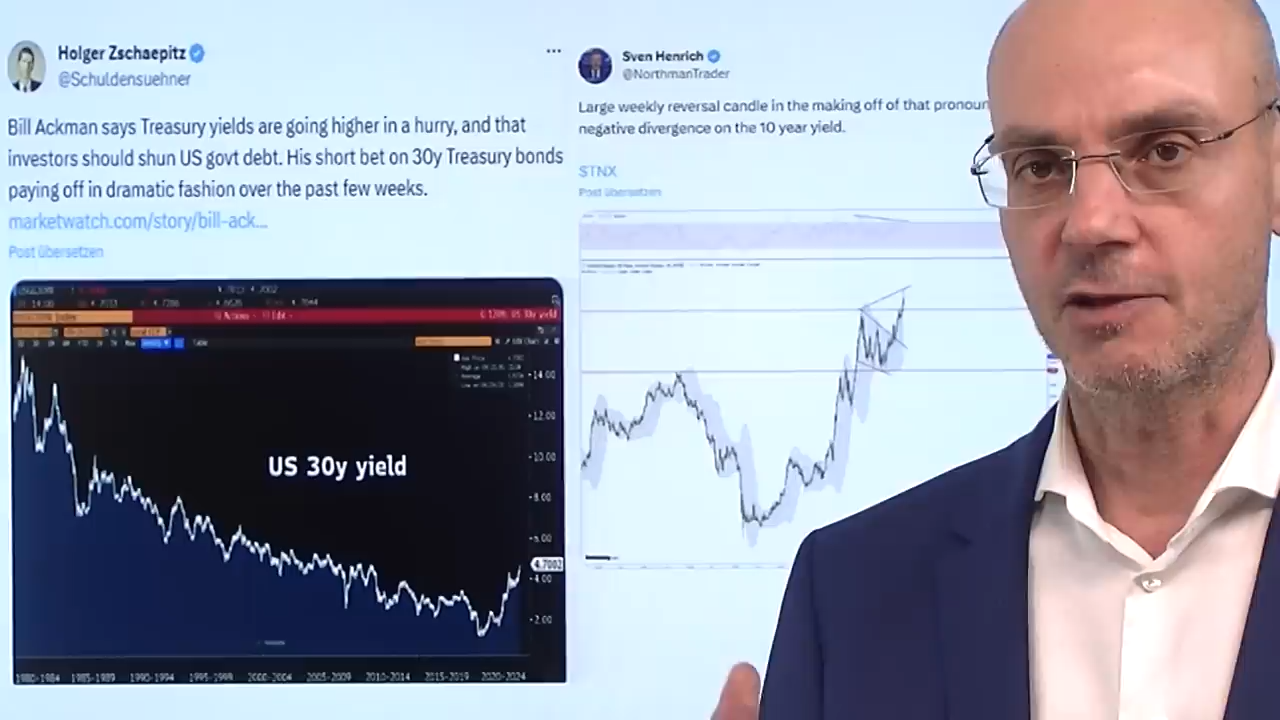 Holger Zschaepitz
@Schuldensuehner
Bill Ackman says Treasury yields are going higher in a hurry, and that
investors should shun US govt debt. His short bet on 30y Treasury bonds
paying off in dramatic fashion over the past few weeks.
marketwatch.com/story/bill-ack...
Post übersetzen
US 30y yield
14.00
12.00
10.00
8.00
6.00
4.7002
4.00
2.00
1980-1984 1985-1989 1990-1994 1995-1999 2000-2004 2005-2009 2010-2014 2015-2019 2020-2024
Sven Henrich
@NorthmanTrader
Large weekly reversal candle in the making off of that pronoun
negative divergence on the 10 year yield.
$TNX
Post übersetzen